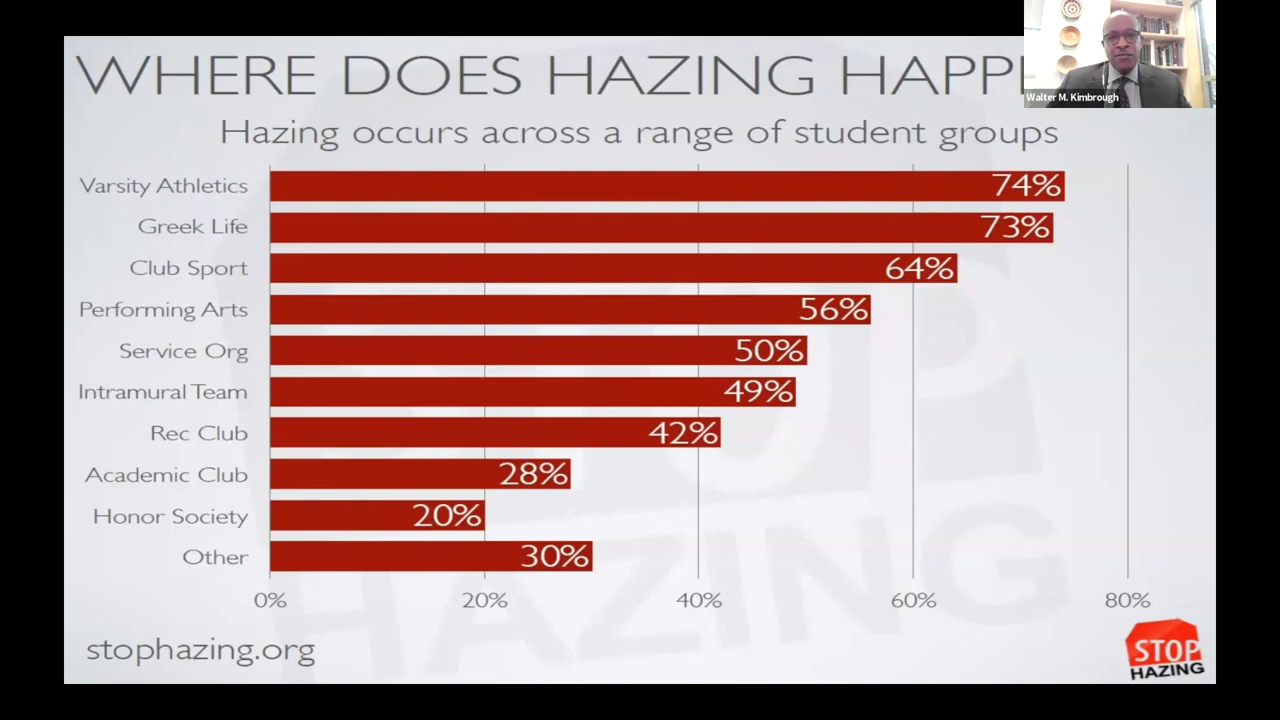 WHERE DOES HAZING HAPP
Walter M. Kimbrough
Hazing occurs across a range of student groups
Varsity Athletics 74%
Greek Life 73%
Club Sport 64%
Performing Arts 56%
Service Org 50%
Intramural Team 49%
Rec Club 42%
Academic Club 28%
Honor Society 20%
Other 30%
0% 20% 40% 60% 80%
stophazing.org
STOP
HAZING
STOP
HAZING